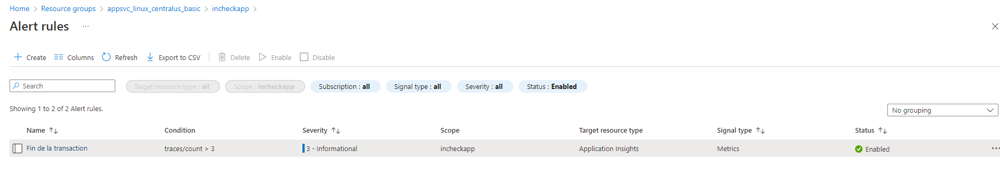 Home > Resource groups > appsvc_linux_centralus_basic > incheckapp >
Alert rules ...
Create Columns Refresh Export to CSV Delete Enable Disable
Search Target resource type : all Scope : incheckapp Subscription : all Signal type : all Severity : all Status : Enabled
Showing 1 to 2 of 2 Alert rules.
No grouping
Name Condition Severity Scope Target resource type Signal type Status
Fin de la transaction traces/count > 3 3 - Informational incheckapp Application Insights Metrics Enabled